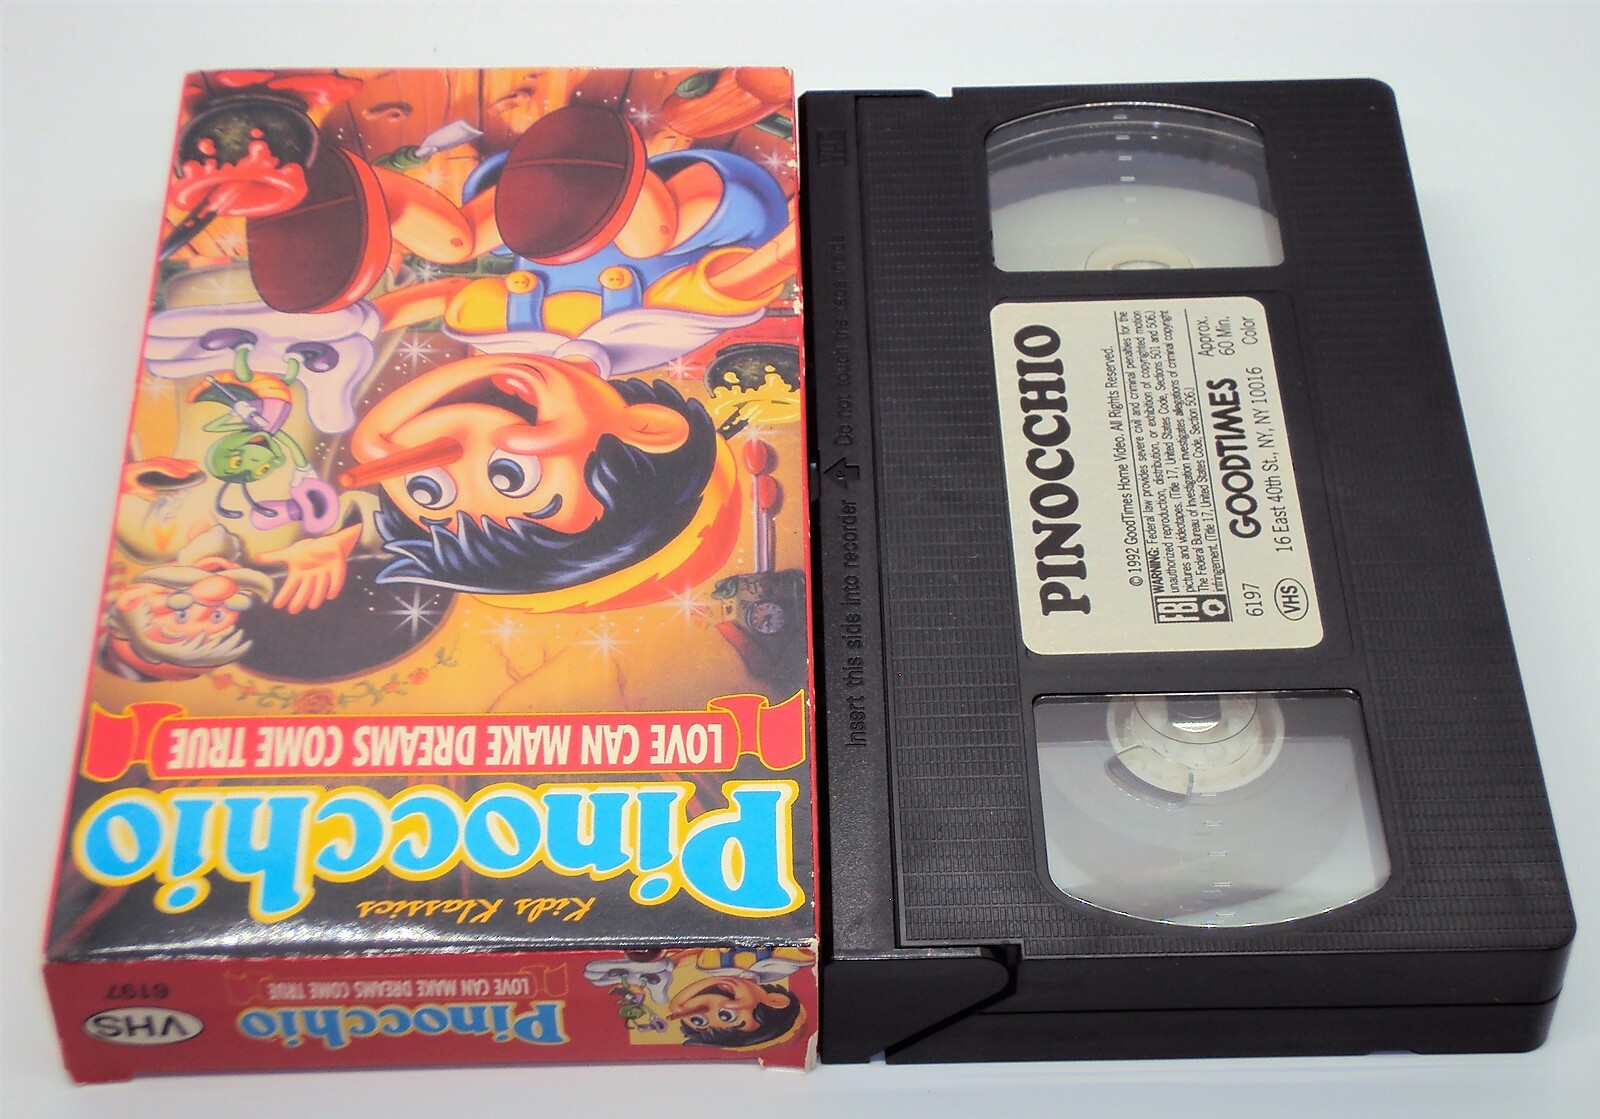 Kids Klassics
Pinocchio
LOVE CAN MAKE DREAMS COME TRUE
Pinocchio
LOVE CAN MAKE DREAMS COME TRUE
VHS
6197
VHS
Insert this side into recorder
Do not touch the tape inside
PINOCCHIO
© 1992 GoodTimes Home Video. All Rights Reserved.
FBI
WARNING: Federal law provides severe civil and criminal penalties for the
unauthorized reproduction, distribution, or exhibition of copyrighted motion
pictures and videotapes. (Title 17, United States Code, Sections 501 and 506.)
The Federal Bureau of Investigation investigates allegations of criminal copyright
infringement. (Title 17, United States Code, Section 506.)
6197
GOODTIMES
Approx.
60 Min.
VHS
16 East 40th St., NY, NY 10016
Color